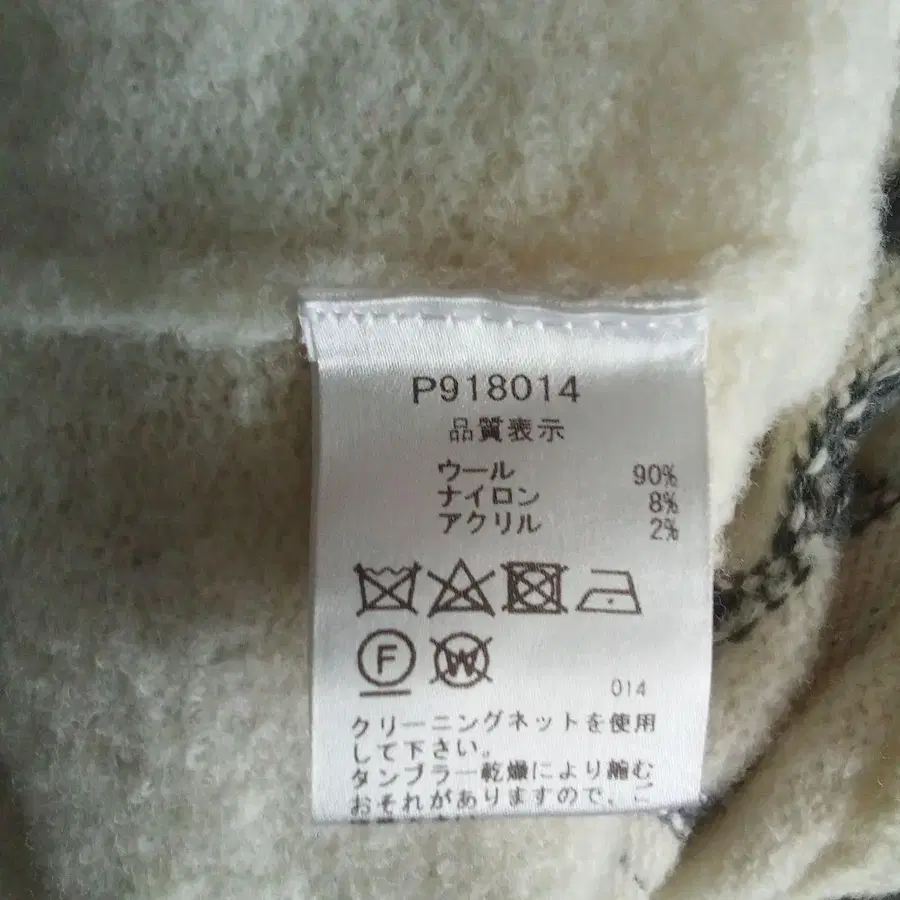 P918014
品質表示
ウール 90%
ナイロン 8%
アクリル 2%
F W
014
クリーニングネットを使用
して下さい。
タンブラー乾燥により縮む
おそれがありますので、ご